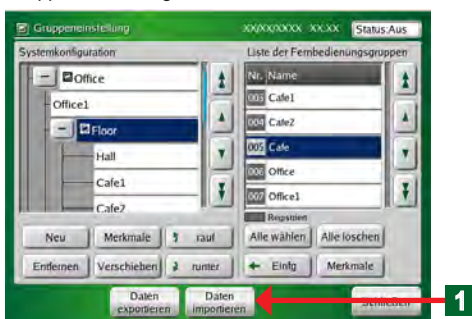 Gruppeneinstellung XX/XX/XXXX XX:XX Status:Aus
Systemkonfiguration
Liste der Fernbedienungsgruppen
Office
Office1
Floor
Hall
Cafe1
Cafe2
Nr. Name
003 Cafe1
004 Cafe2
005 Cafe
006 Office
007 Office1
Registrieren
Neu Merkmale rauf
Entfernen Verschieben runter
Alle wählen Alle löschen
Einfg Merkmale
Daten exportieren
Daten importieren
Schließen
1